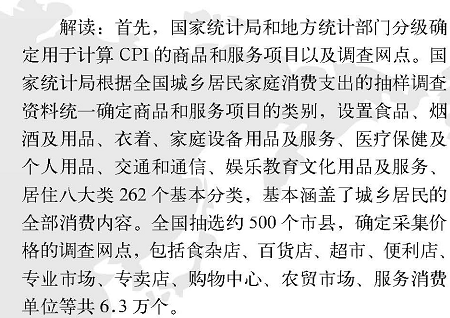 解读：首先，国家统计局和地方统计部门分级确
定用于计算 CPI 的商品和服务项目以及调查网点。国
家统计局根据全国城乡居民家庭消费支出的抽样调查
资料统一确定商品和服务项目的类别，设置食品、烟
酒及用品、衣着、家庭设备用品及服务、医疗保健及
个人用品、交通和通信、娱乐教育文化用品及服务、
居住八大类 262 个基本分类，基本涵盖了城乡居民的
全部消费内容。全国抽选约 500 个市县，确定采集价
格的调查网点，包括食杂店、百货店、超市、便利店、
专业市场、专卖店、购物中心、农贸市场、服务消费
单位等共 6.3 万个。